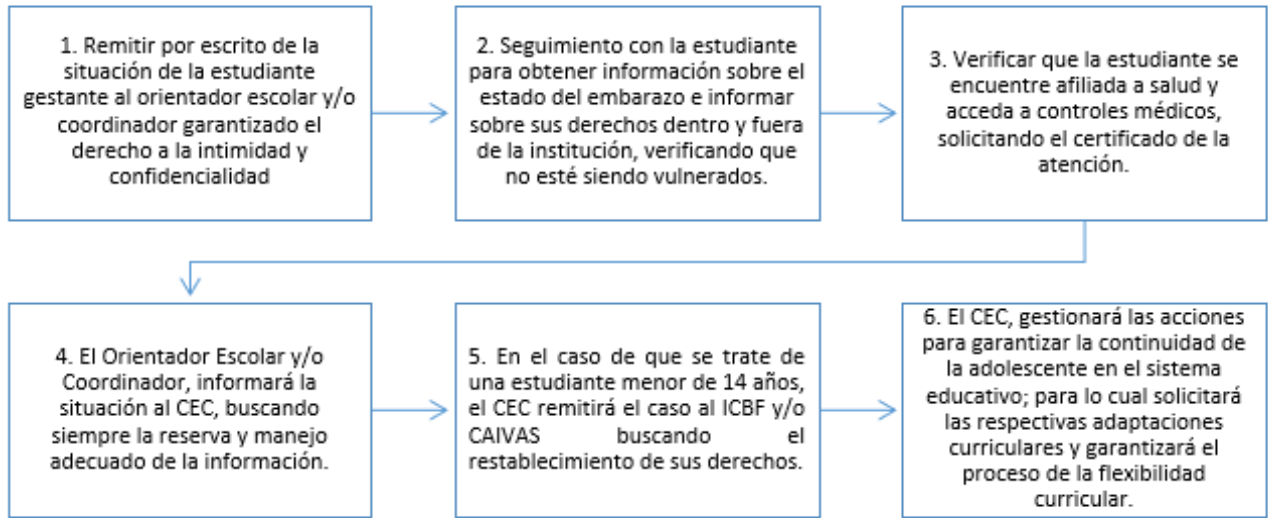 1. Remitir por escrito de la
situación de la estudiante
gestante al orientador escolar y/o
coordinador garantizado el
derecho a la intimidad y
confidencialidad
2. Seguimiento con la estudiante
para obtener información sobre el
estado del embarazo e informar
sobre sus derechos dentro y fuera
de la institución, verificando que
no esté siendo vulnerados.
3. Verificar que la estudiante se
encuentre afiliada a salud y
acceda a controles médicos,
solicitando el certificado de la
atención.
4. El Orientador Escolar y/o
Coordinador, informará la
situación al CEC, buscando
siempre la reserva y manejo
adecuado de la información.
5. En el caso de que se trate de
una estudiante menor de 14 años,
el CEC remitirá el caso al ICBF y/o
CAIVAS buscando el
restablecimiento de sus derechos.
6. El CEC, gestionará las acciones
para garantizar la continuidad de
la adolescente en el sistema
educativo; para lo cual solicitará
las respectivas adaptaciones
curriculares y garantizará el
proceso de la flexibilidad
curricular.